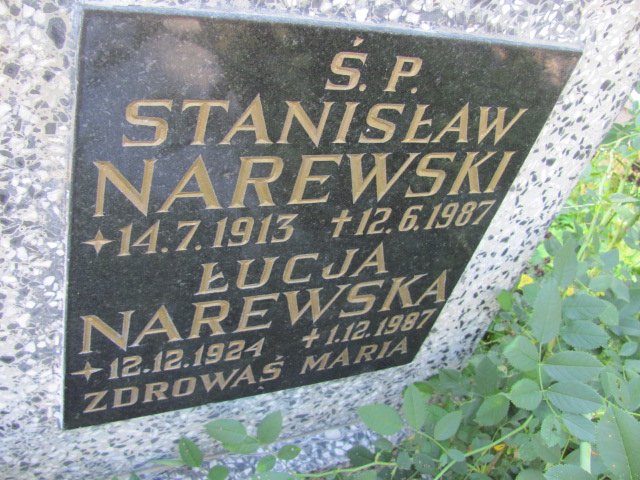 Ś. P.
STANISŁAW
NAREWSKI
✦ 14.7.1913 ✝ 12.6.1987
ŁUCJA
NAREWSKA
✦ 12.12.1924 ✝ 1.12.1987
ZDROWAŚ MARIA